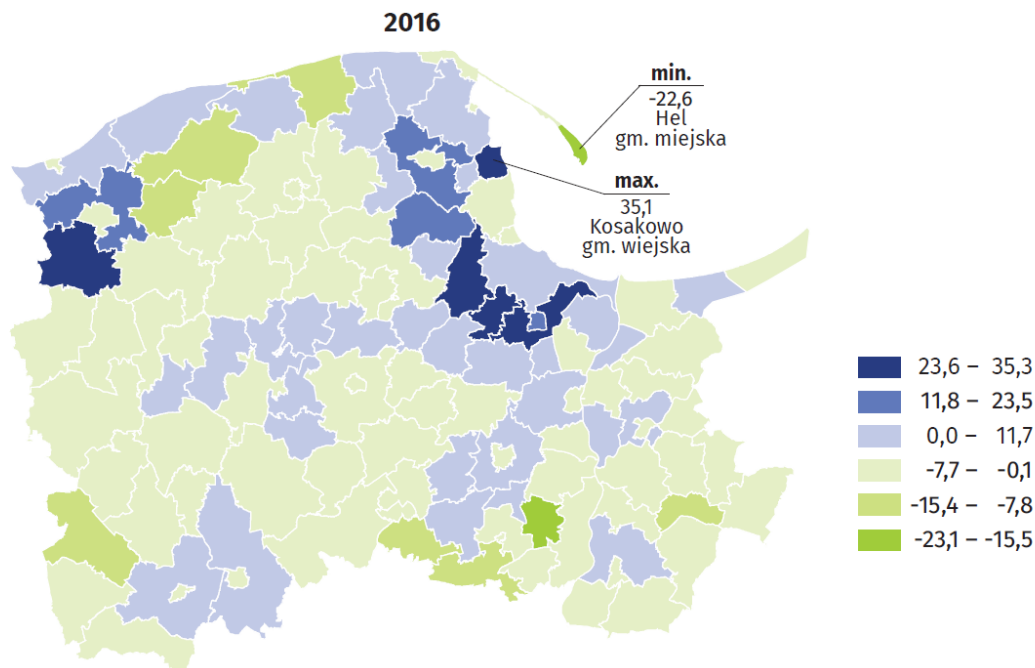 2016
min.
-22,6
Hel
gm. miejska
max.
35,1
Kosakowo
gm. wiejska
23,6 – 35,3
11,8 – 23,5
0,0 – 11,7
-7,7 – -0,1
-15,4 – -7,8
-23,1 – -15,5